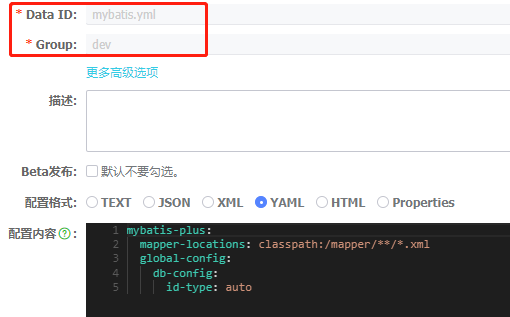 * Data ID: mybatis.yml
* Group: dev
更多高级选项
描述:
Beta发布: 默认不要勾选。
配置格式: TEXT JSON XML YAML HTML Properties
配置内容 ? :
1 mybatis-plus:
2   mapper-locations: classpath:/mapper/**/*.xml
3   global-config:
4     db-config:
5       id-type: auto